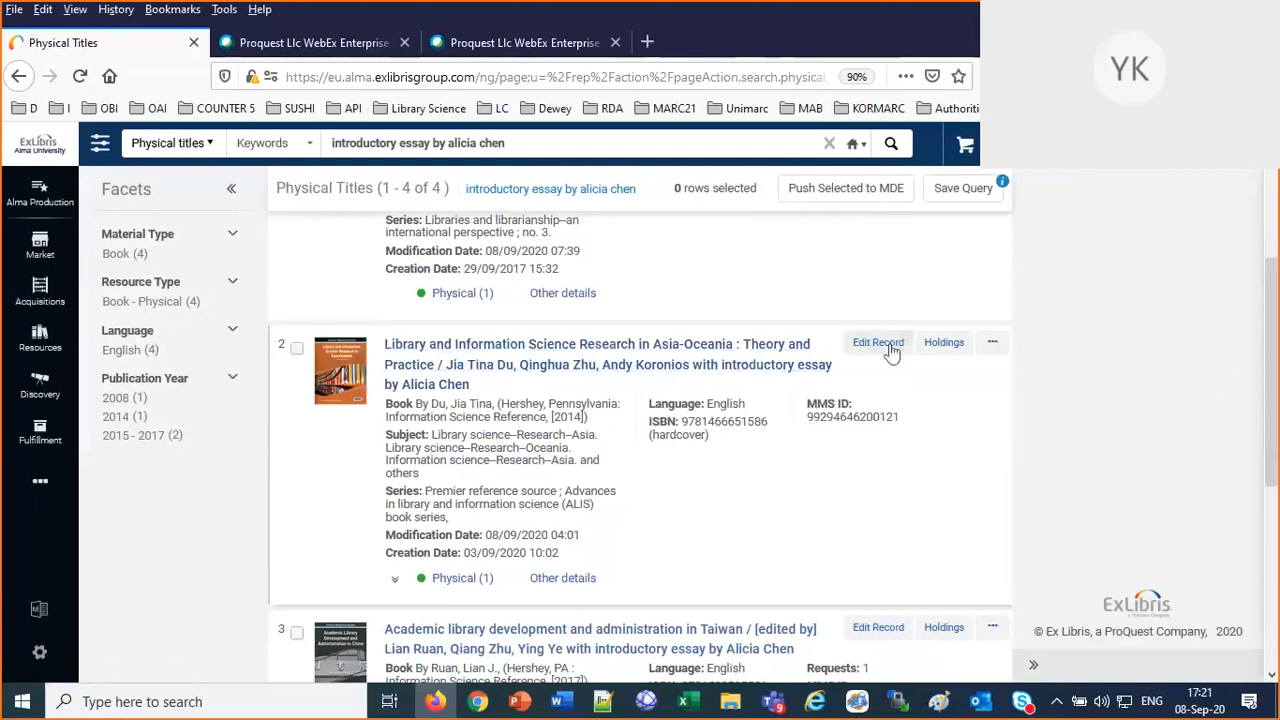 File Edit View History Bookmarks Tools Help
Physical Titles
Proquest Llc WebEx Enterprise
Proquest Llc WebEx Enterprise
https://eu.alma.exlibrisgroup.com/ng/page;u=%2Frep%2Faction%2FpageAction.search.physical_
90%
D I OBI OAI COUNTER 5 SUSHI API Library Science LC Dewey RDA MARC21 Unimarc MAB KORMARC Authoriti
YK
ExLibris
Alma University
Physical titles Keywords introductory essay by alicia chen
Alma Production
Market
Acquisitions
Resources
Discovery
Fulfillment
Facets
Material Type
Book (4)
Resource Type
Book - Physical (4)
Language
English (4)
Publication Year
2008 (1)
2014 (1)
2015 - 2017 (2)
Physical Titles (1 - 4 of 4 ) introductory essay by alicia chen 0 rows selected Push Selected to MDE Save Query
Series: Libraries and librarianship--an
international perspective ; no. 3.
Modification Date: 08/09/2020 07:39
Creation Date: 29/09/2017 15:32
Physical (1) Other details
2
Library and Information Science Research in Asia-Oceania : Theory and
Practice / Jia Tina Du, Qinghua Zhu, Andy Koronios with introductory essay
by Alicia Chen
Edit Record Holdings
Book By Du, Jia Tina, (Hershey, Pennsylvania:
Information Science Reference, [2014])
Subject: Library science--Research--Asia.
Library science--Research--Oceania.
Information science--Research--Asia. and
others
Series: Premier reference source ; Advances
in library and information science (ALIS)
book series,
Modification Date: 08/09/2020 04:01
Creation Date: 03/09/2020 10:02
Language: English
ISBN: 9781466651586
(hardcover)
MMS ID:
99294646200121
Physical (1) Other details
3
Academic library development and administration in Taiwan / [edited by]
Lian Ruan, Qiang Zhu, Ying Ye with introductory essay by Alicia Chen
Edit Record Holdings
Book By Ruan, Lian J., (Hershey, PA :
Information Science Reference, [2017])
Language: English
Requests: 1
ExLibris
© Ex Libris, a ProQuest Company, 2020
Type here to search
ENG
17:21
08-Sep-20